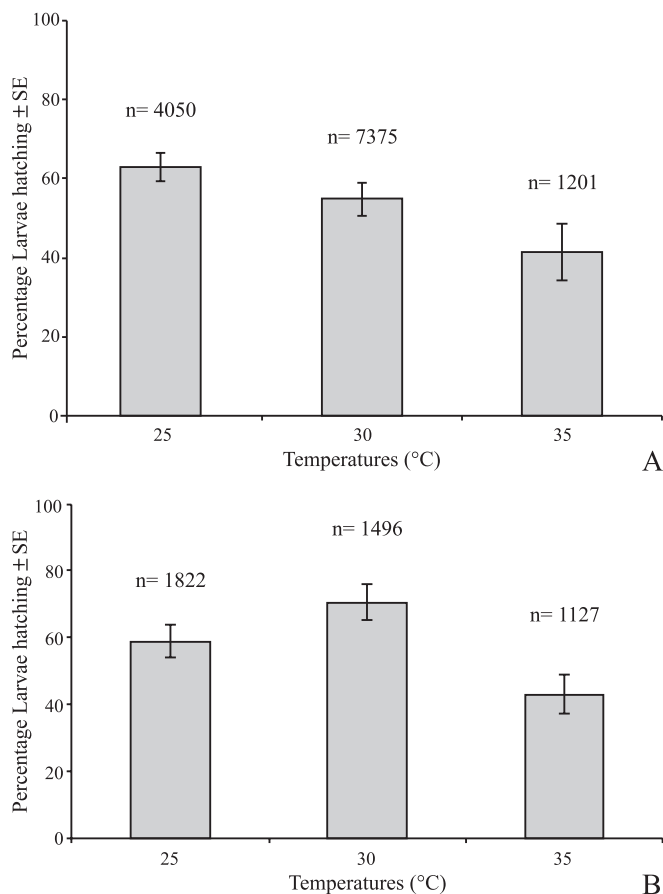 100
80
60
40
20
0
Percentage Larvae hatching ± SE
n= 4050
n= 7375
n= 1201
25
30
35
Temperatures (°C)
A
100
80
60
40
20
0
Percentage Larvae hatching ± SE
n= 1822
n= 1496
n= 1127
25
30
35
Temperatures (°C)
B